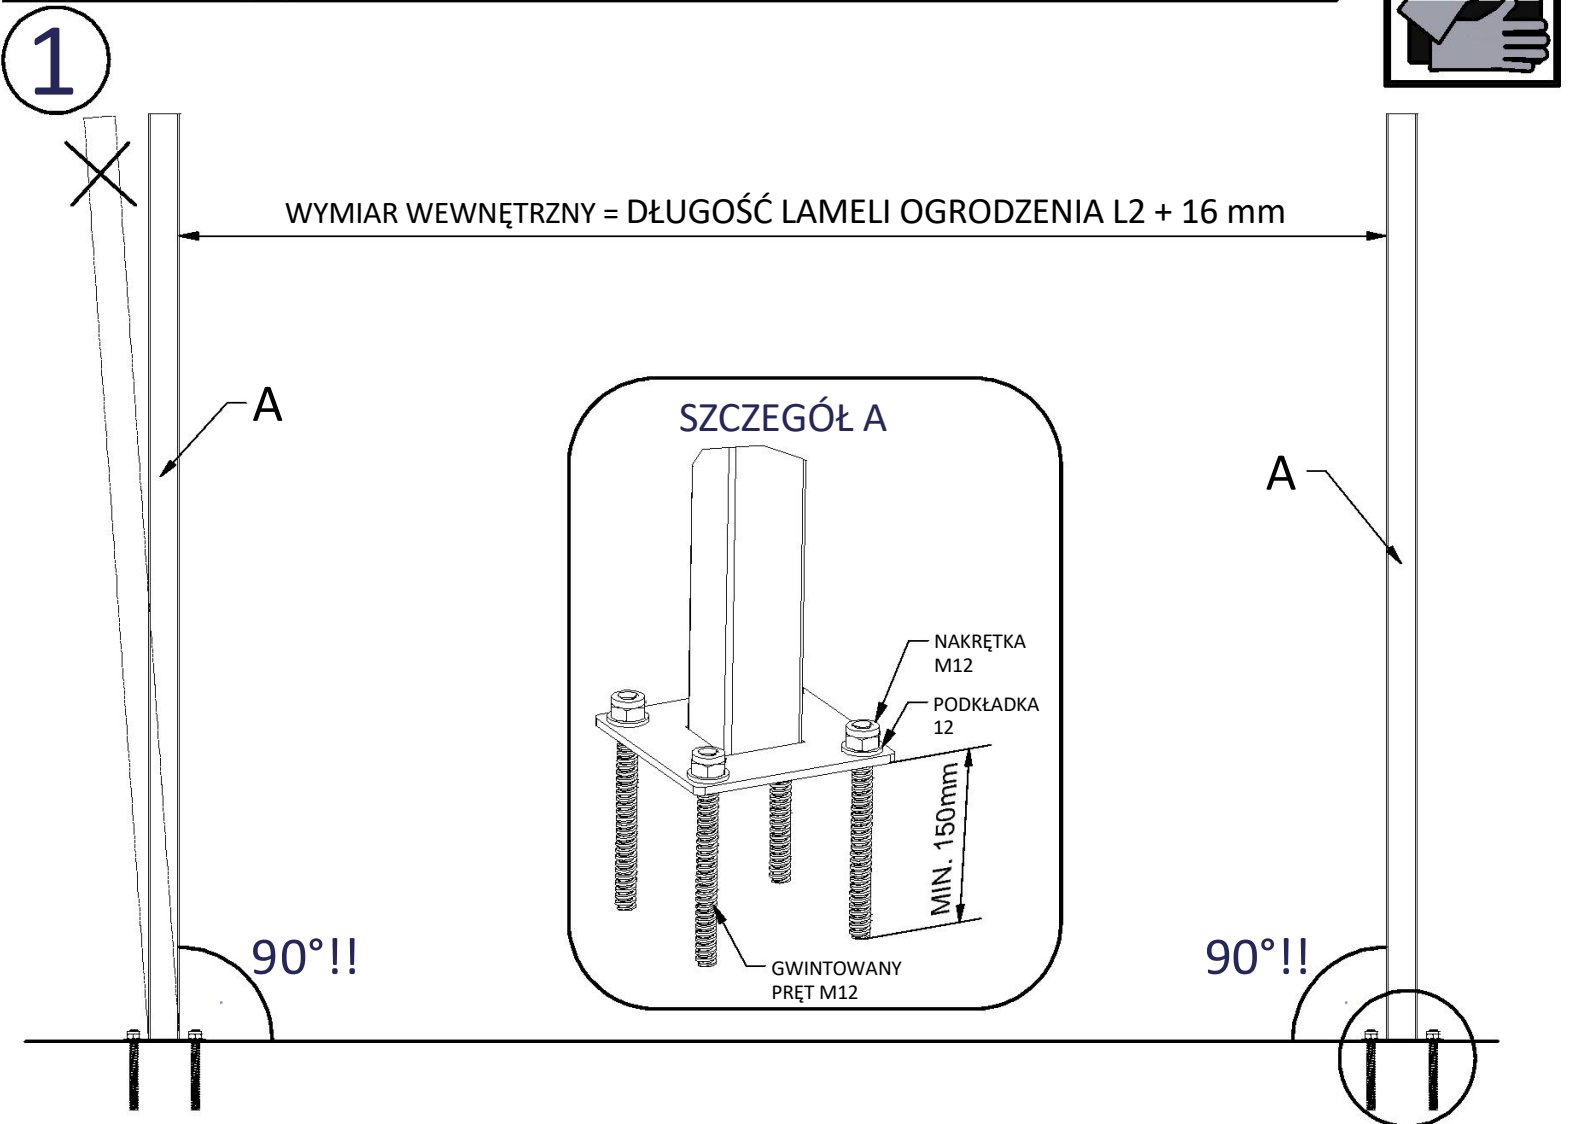 1
WYMIAR WEWNĘTRZNY = DŁUGOŚĆ LAMELI OGRODZENIA L2 + 16 mm
A
SZCZEGÓŁ A
A
NAKRĘTKA
M12
PODKŁADKA
12
MIN. 150mm
90°!!
90°!!
GWINTOWANY
PRĘT M12